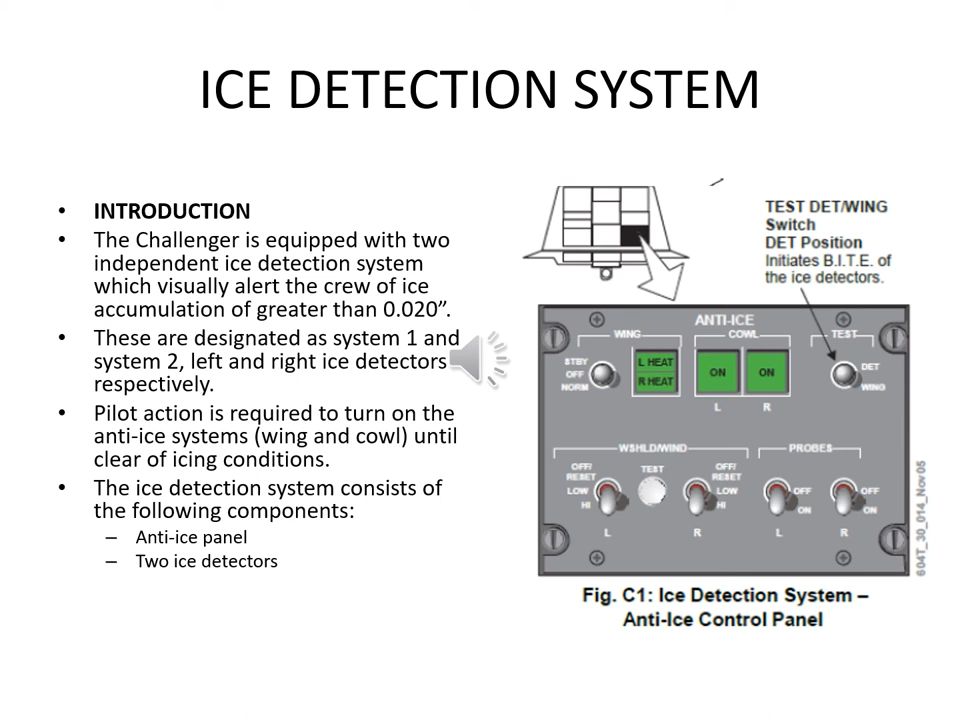 ICE DETECTION SYSTEM
• INTRODUCTION
• The Challenger is equipped with two
independent ice detection system
which visually alert the crew of ice
accumulation of greater than 0.020”.
• These are designated as system 1 and
system 2, left and right ice detectors
respectively.
• Pilot action is required to turn on the
anti-ice systems (wing and cowl) until
clear of icing conditions.
• The ice detection system consists of
the following components:
– Anti-ice panel
– Two ice detectors
TEST DET/WING
Switch
DET Position
Initiates B.I.T.E. of
the ice detectors.
ANTI-ICE
WING COWL TEST
STBY
OFF
NORM
L HEAT
R HEAT
ON ON
L R
DET
WING
WSHLD/WIND PROBES
OFF/
RESET
LOW
HI
L
TEST
OFF/
RESET
LOW
HI
R
OFF
ON
L
OFF
ON
R
604T_30_014_Nov05
Fig. C1: Ice Detection System –
Anti-Ice Control Panel